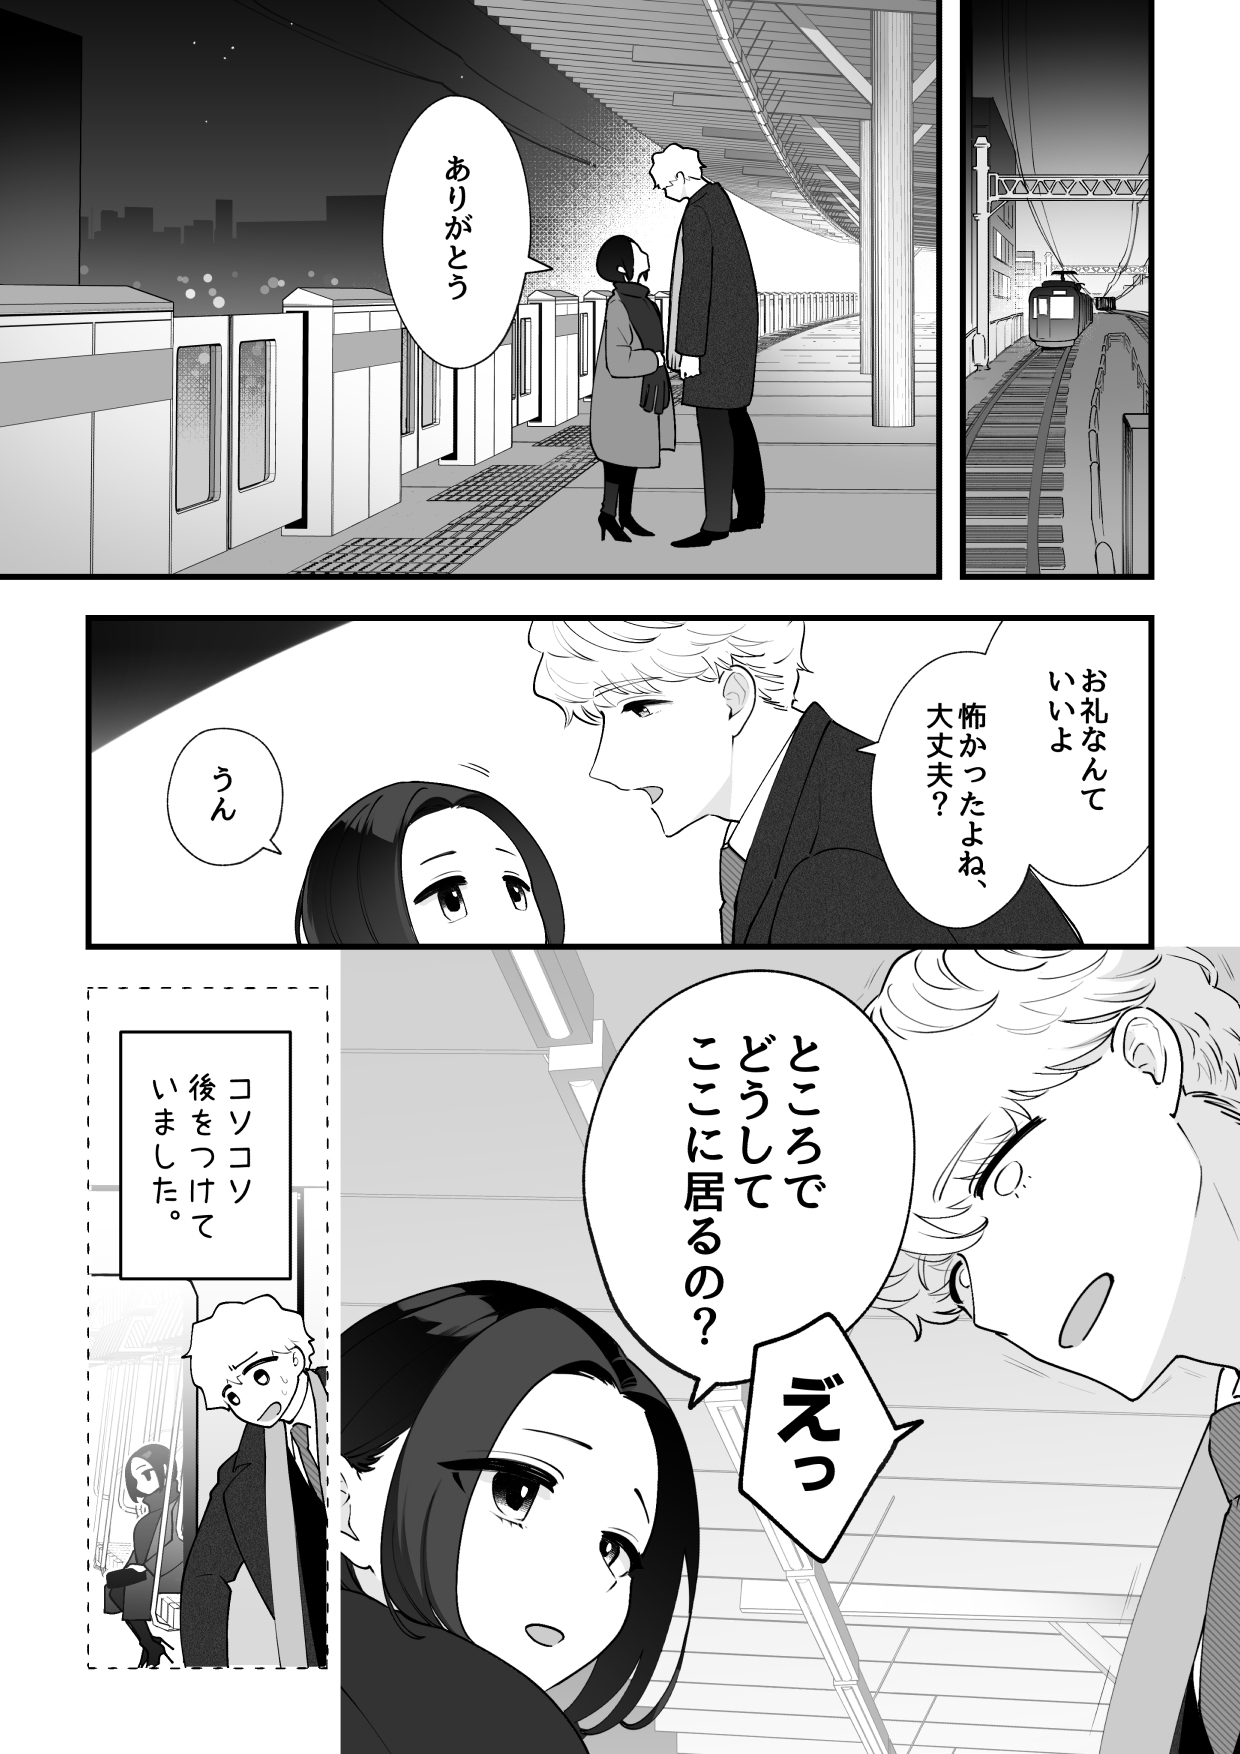 ありがとう
お礼なんて
いいよ
怖かったよね、
大丈夫？
うん
ところで
どうして
ここに居るの？
え゛っ
コソコソ
後をつけて
いました。